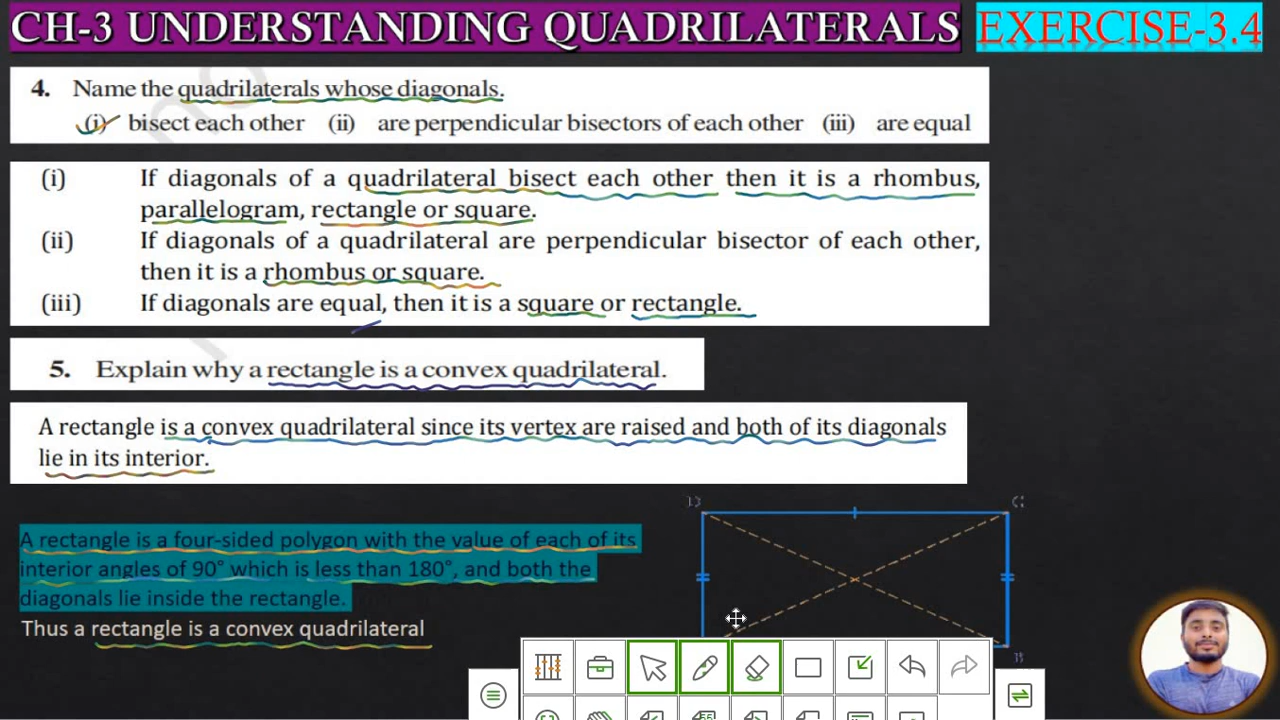 CH-3 UNDERSTANDING QUADRILATERALS EXERCISE-3.4
4. Name the quadrilaterals whose diagonals.
(i) bisect each other (ii) are perpendicular bisectors of each other (iii) are equal
(i) If diagonals of a quadrilateral bisect each other then it is a rhombus,
parallelogram, rectangle or square.
(ii) If diagonals of a quadrilateral are perpendicular bisector of each other,
then it is a rhombus or square.
(iii) If diagonals are equal, then it is a square or rectangle.
5. Explain why a rectangle is a convex quadrilateral.
A rectangle is a convex quadrilateral since its vertex are raised and both of its diagonals
lie in its interior.
A rectangle is a four-sided polygon with the value of each of its
interior angles of 90° which is less than 180°, and both the
diagonals lie inside the rectangle.
Thus a rectangle is a convex quadrilateral